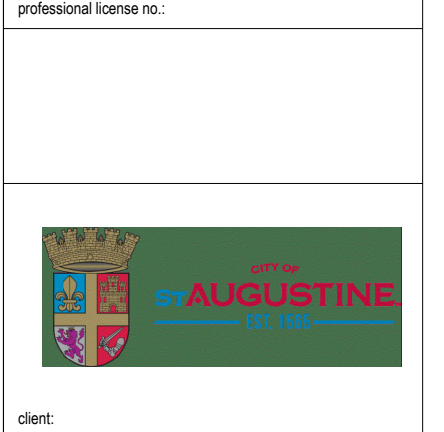 professional license no.:
CITY OF
ST AUGUSTINE
EST. 1565
client: